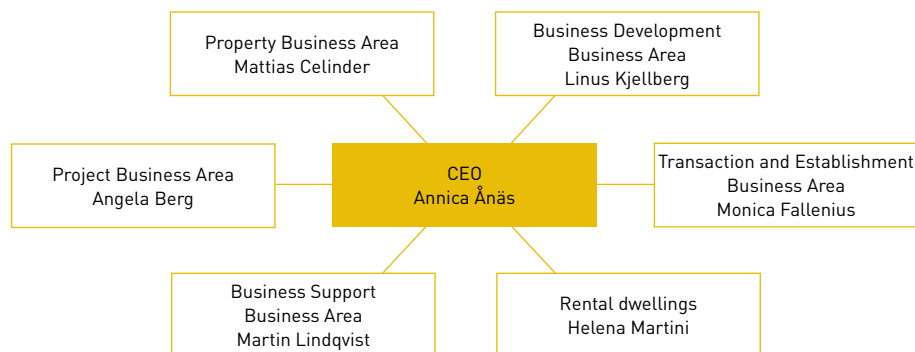 Property Business Area
Mattias Celinder
Business Development
Business Area
Linus Kjellberg
Project Business Area
Angela Berg
CEO
Annica Ånäs
Transaction and Establishment
Business Area
Monica Fallenius
Business Support
Business Area
Martin Lindqvist
Rental dwellings
Helena Martini